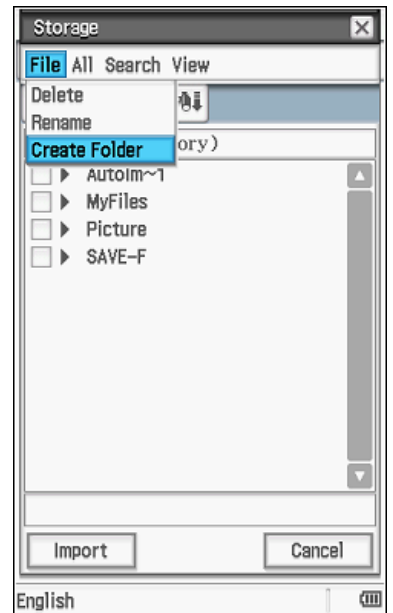 Storage
File All Search View
Delete
Rename
Create Folder
ory)
AutoIm~1
MyFiles
Picture
SAVE-F
Import Cancel
English